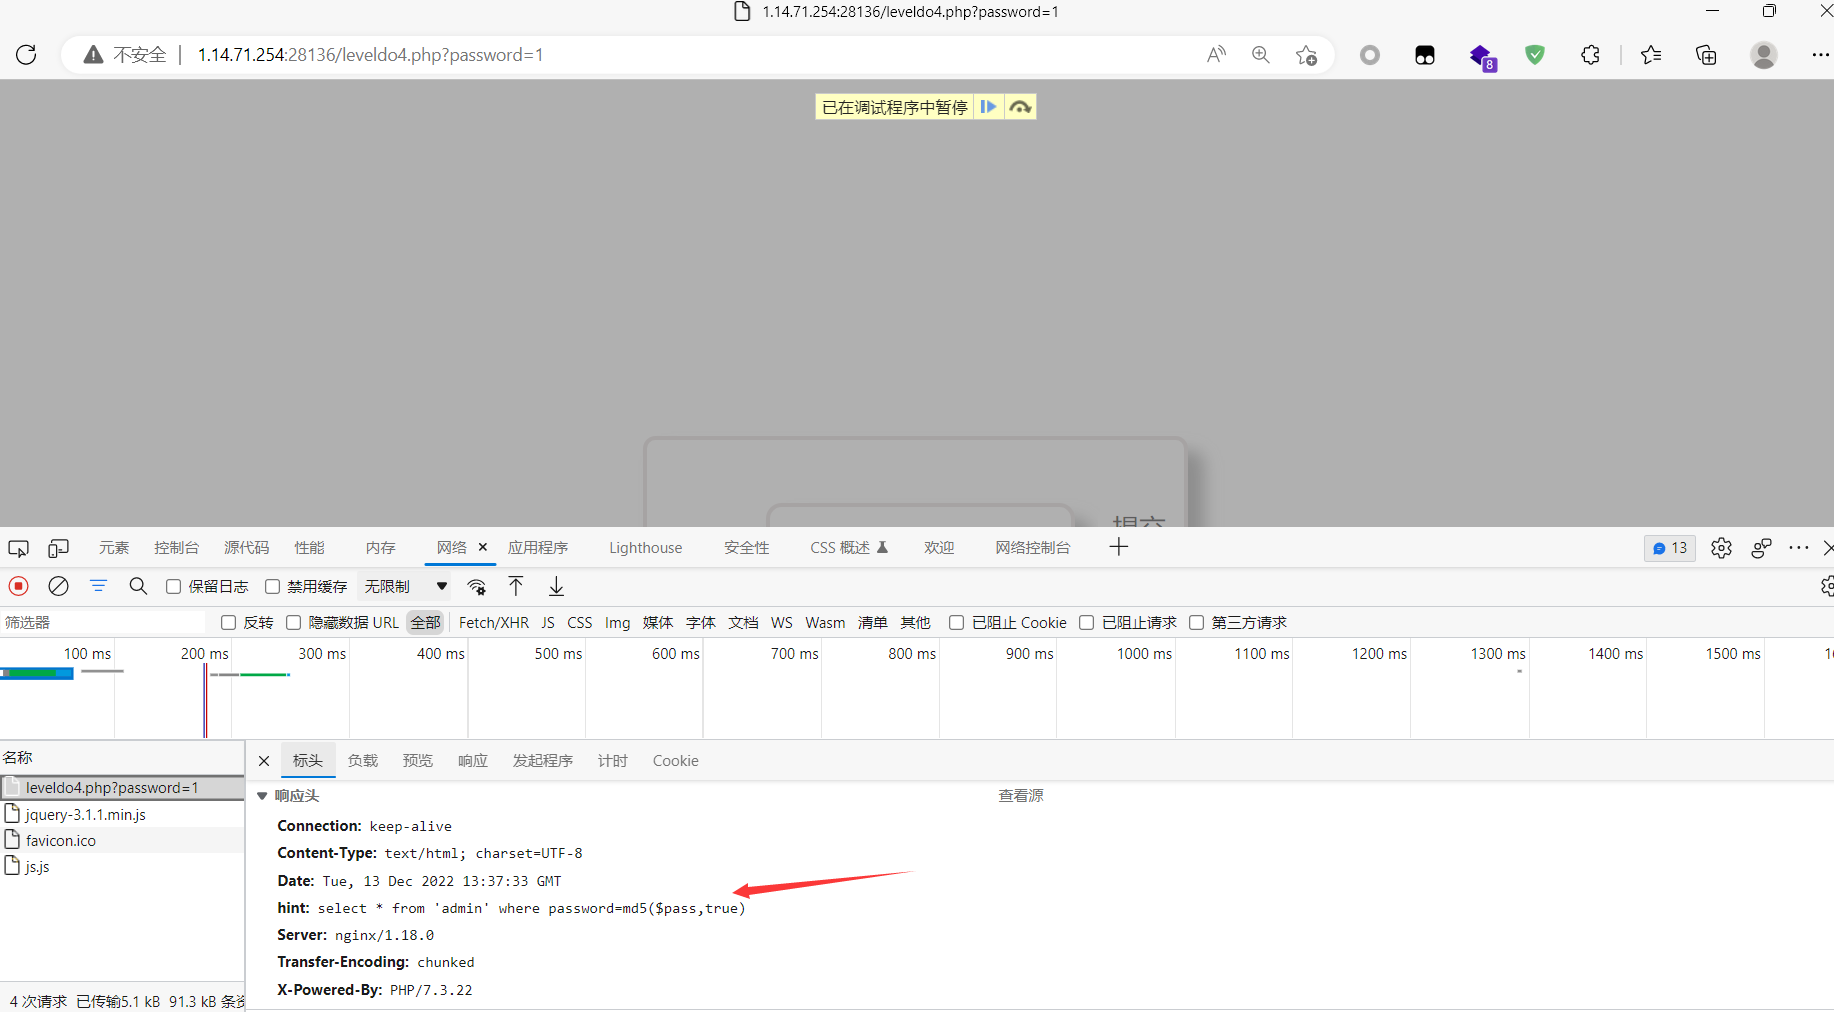 1.14.71.254:28136/leveldo4.php?password=1
不安全 1.14.71.254:28136/leveldo4.php?password=1
8
已在调试程序中暂停
提交
元素 控制台 源代码 性能 内存 网络 应用程序 Lighthouse 安全性 CSS 概述 欢迎 网络控制台 13
保留日志 禁用缓存 无限制
筛选器 反转 隐藏数据 URL 全部 Fetch/XHR JS CSS Img 媒体 字体 文档 WS Wasm 清单 其他 已阻止 Cookie 已阻止请求 第三方请求
100 ms 200 ms 300 ms 400 ms 500 ms 600 ms 700 ms 800 ms 900 ms 1000 ms 1100 ms 1200 ms 1300 ms 1400 ms 1500 ms
名称
leveldo4.php?password=1
jquery-3.1.1.min.js
favicon.ico
js.js
4 次请求 已传输5.1 kB 91.3 kB 条
标头 负载 预览 响应 发起程序 计时 Cookie
响应头 查看源
Connection: keep-alive
Content-Type: text/html; charset=UTF-8
Date: Tue, 13 Dec 2022 13:37:33 GMT
hint: select * from 'admin' where password=md5($pass,true)
Server: nginx/1.18.0
Transfer-Encoding: chunked
X-Powered-By: PHP/7.3.22